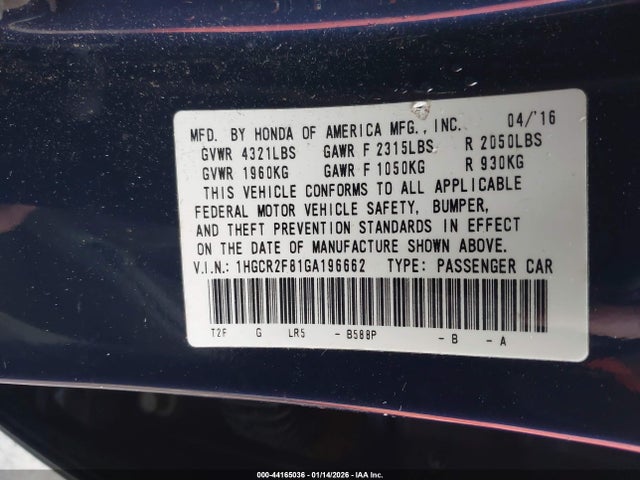 MFD. BY HONDA OF AMERICA MFG., INC. 04/'16
GVWR 4321LBS GAWR F 2315LBS R 2050LBS
GVWR 1960KG GAWR F 1050KG R 930KG
THIS VEHICLE CONFORMS TO ALL APPLICABLE
FEDERAL MOTOR VEHICLE SAFETY, BUMPER,
AND THEFT PREVENTION STANDARDS IN EFFECT
ON THE DATE OF MANUFACTURE SHOWN ABOVE.
V.I.N.: 1HGCR2F81GA196662 TYPE: PASSENGER CAR
T2F G LR5 - B588P - B - A
000-44165036 - 01/14/2026 - IAA Inc.